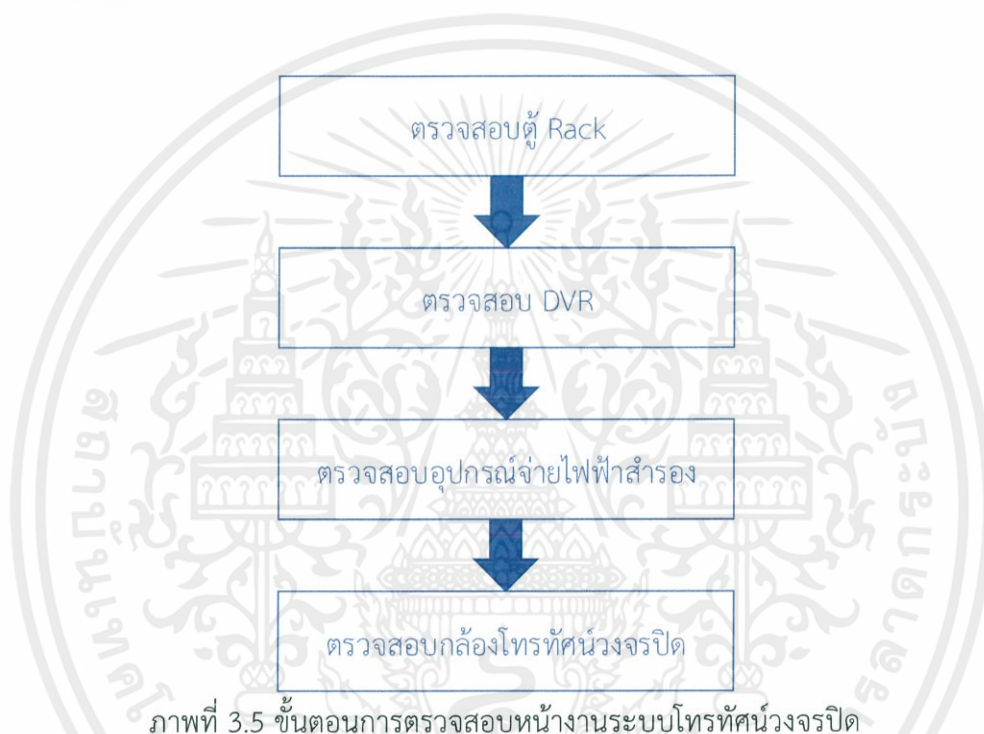 ตรวจสอบตู้ Rack
ตรวจสอบ DVR
ตรวจสอบอุปกรณ์จ่ายไฟฟ้าสำรอง
ตรวจสอบกล้องโทรทัศน์วงจรปิด
ภาพที่ 3.5 ขั้นตอนการตรวจสอบหน้างานระบบโทรทัศน์วงจรปิด